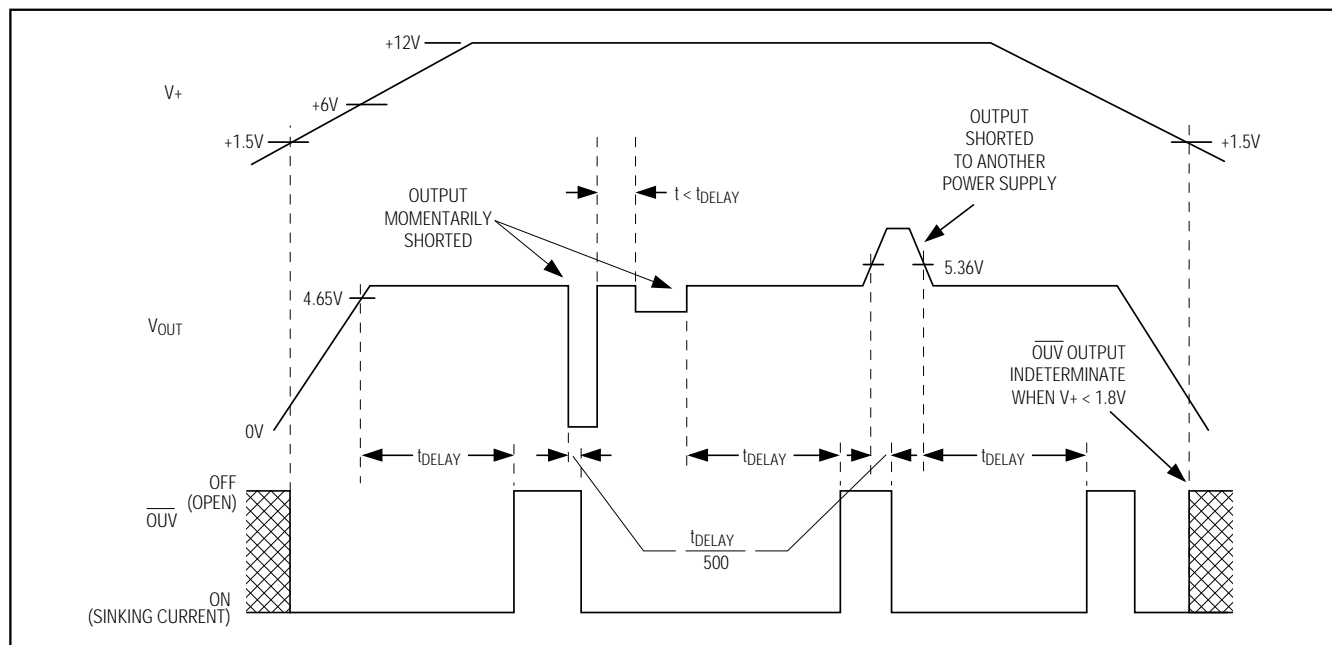 +12V
V+
+6V
+1.5V
OUTPUT
SHORTED
TO ANOTHER
POWER SUPPLY
+1.5V
t < tDELAY
OUTPUT
MOMENTARILY
SHORTED
5.36V
4.65V
VOUT
OUV OUTPUT
INDETERMINATE
WHEN V+ < 1.8V
0V
tDELAY
tDELAY
tDELAY
OFF
(OPEN)
OUV
tDELAY
500
ON
(SINKING CURRENT)